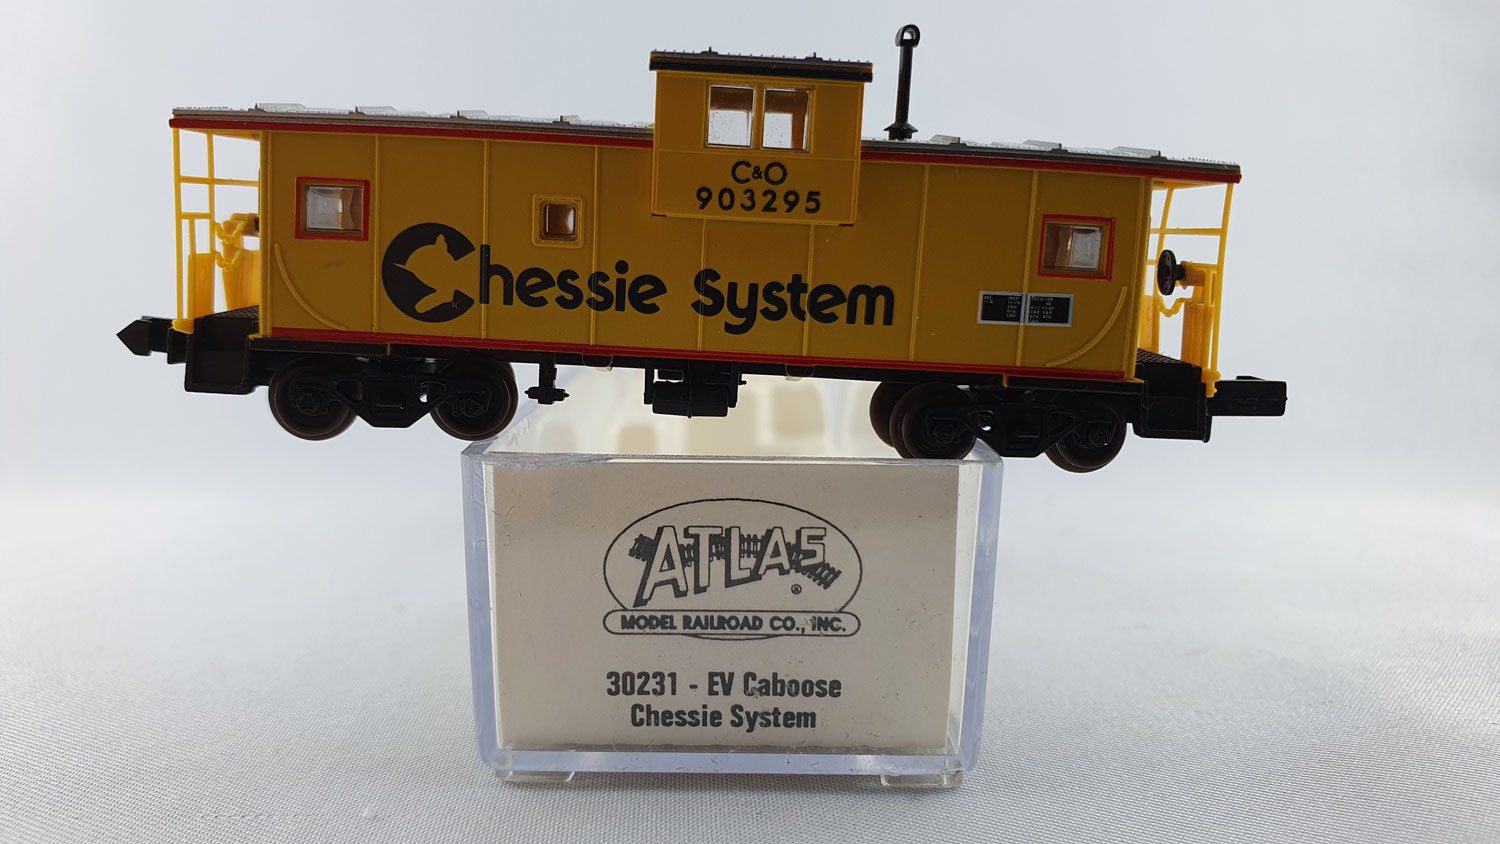 C&O
903295
Chessie System
ATLAS
®
MODEL RAILROAD CO., INC.
30231 - EV Caboose
Chessie System